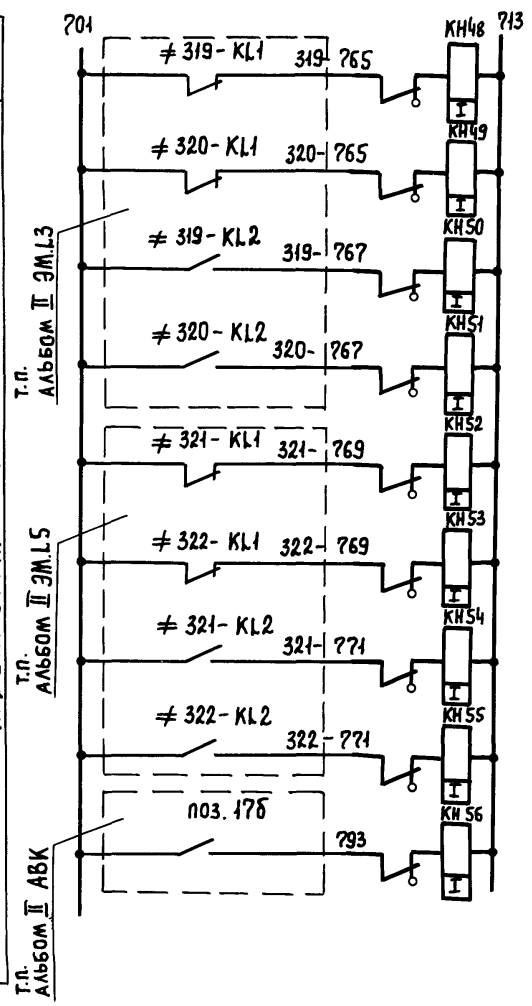 701
713
≠ 319-KL1
319-765
KH48
I
≠ 320-KL1
320-765
KH49
I
≠ 319-KL2
319-767
KH50
I
≠ 320-KL2
320-767
KH51
I
Т.П.
АЛЬБОМ II ЭМ.L3
≠ 321-KL1
321-769
KH52
I
≠ 322-KL1
322-769
KH53
I
≠ 321-KL2
321-771
KH54
I
≠ 322-KL2
322-771
KH55
I
Т.П.
АЛЬБОМ II ЭМ.L5
ПОЗ. 17б
793
KH56
I
Т.П.
АЛЬБОМ II АВК